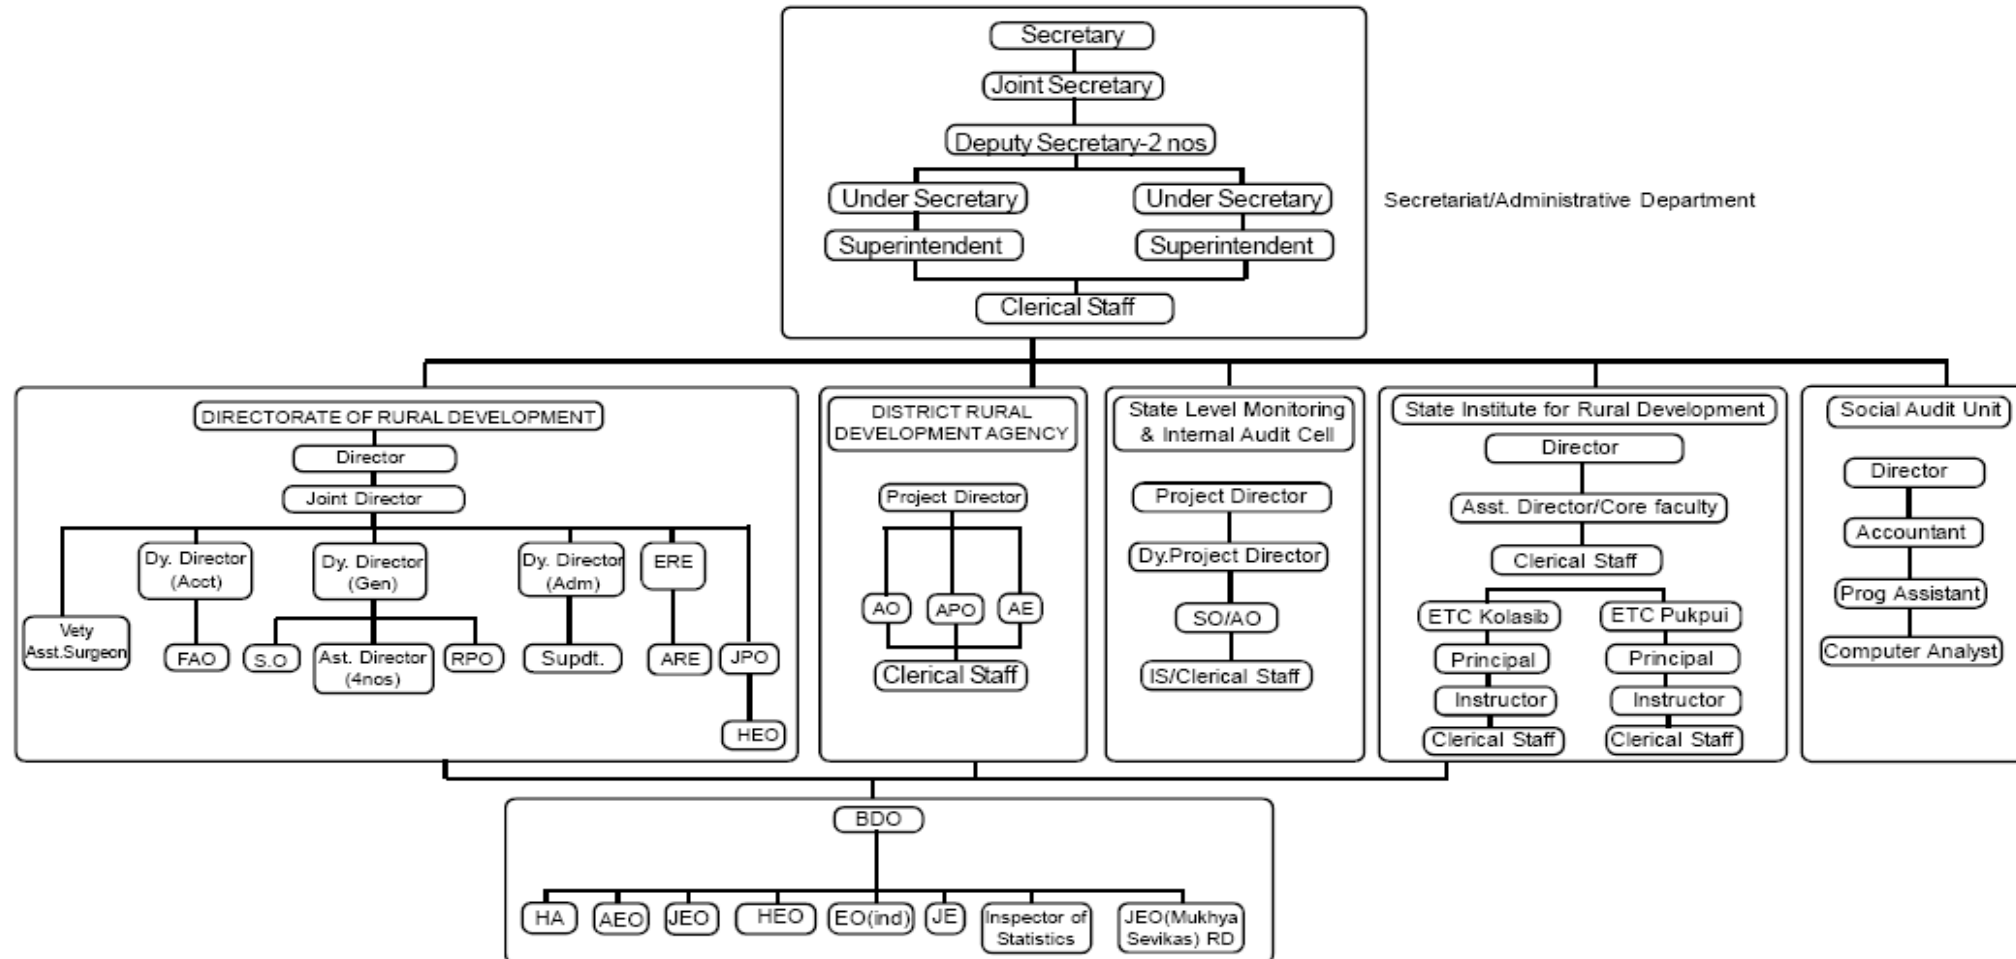 Secretary
Joint Secretary
Deputy Secretary-2 nos
Under Secretary
Under Secretary
Secretariat/Administrative Department
Superintendent
Superintendent
Clerical Staff
DIRECTORATE OF RURAL DEVELOPMENT
Director
Joint Director
Dy. Director
(Acct)
Dy. Director
(Gen)
Dy. Director
(Adm)
ERE
Vety
Asst.Surgeon
FAO
S.O
Ast. Director
(4nos)
RPO
Supdt.
ARE
JPO
HEO
DISTRICT RURAL
DEVELOPMENT AGENCY
Project Director
AO
APO
AE
Clerical Staff
State Level Monitoring
& Internal Audit Cell
Project Director
Dy.Project Director
SO/AO
IS/Clerical Staff
State Institute for Rural Development
Director
Asst. Director/Core faculty
Clerical Staff
ETC Kolasib
ETC Pukpui
Principal
Principal
Instructor
Instructor
Clerical Staff
Clerical Staff
Social Audit Unit
Director
Accountant
Prog Assistant
Computer Analyst
BDO
HA
AEO
JEO
HEO
EO(ind)
JE
Inspector of
Statistics
JEO(Mukhya
Sevikas) RD